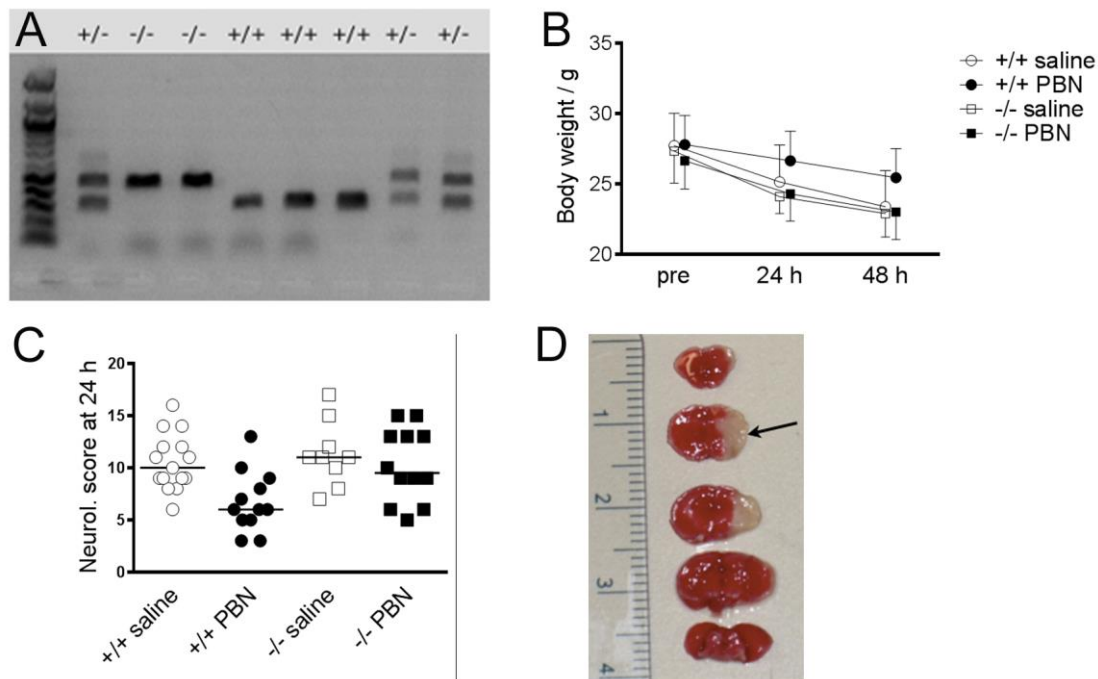 A
+/- -/- -/- +/+ +/+ +/+ +/- +/-
B
Body weight / g
35
30
25
20
pre 24 h 48 h
+/+ saline
+/+ PBN
-/- saline
-/- PBN
C
Neurol. score at 24 h
20
15
10
5
0
+/+ saline
+/+ PBN
-/- saline
-/- PBN
D
1
2
3
4